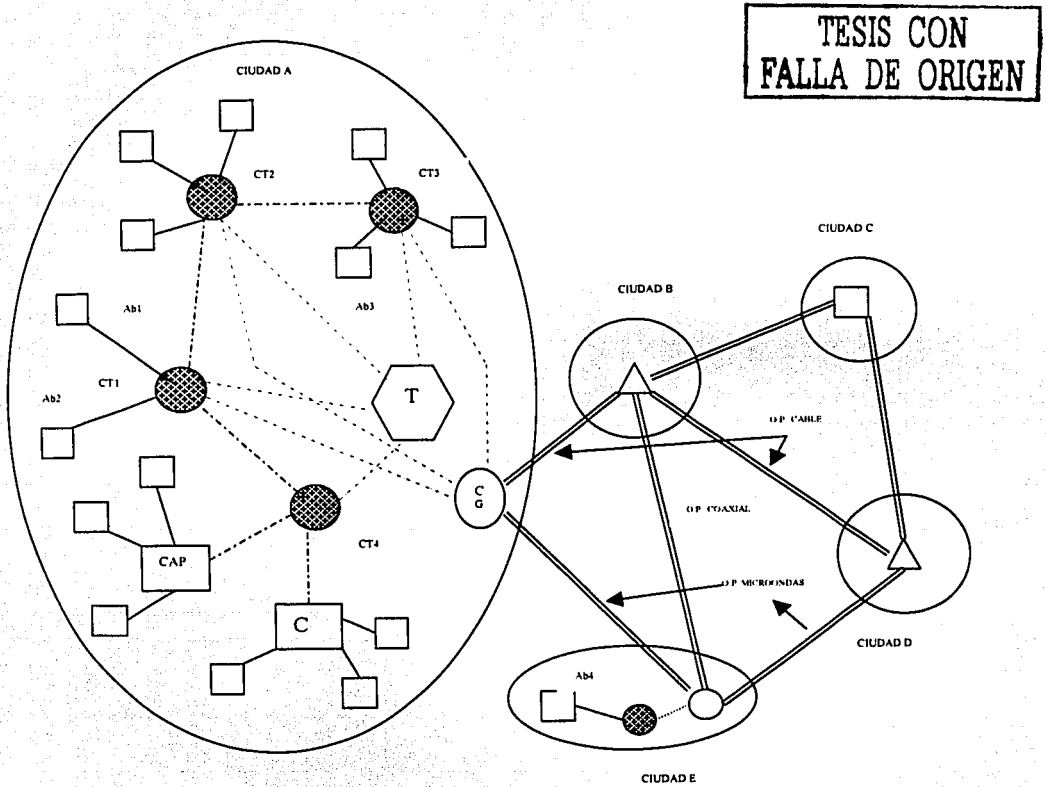 TESIS CON
FALLA DE ORIGEN
CIUDAD A
CT2
CT3
CIUDAD C
CIUDAD B
Ab1
Ab3
CT1
Ab2
T
O/P CABLE
C
G
O/P COAXIAL
CT4
CAP
O/P MICROONDAS
C
CIUDAD D
Ab4
CIUDAD E